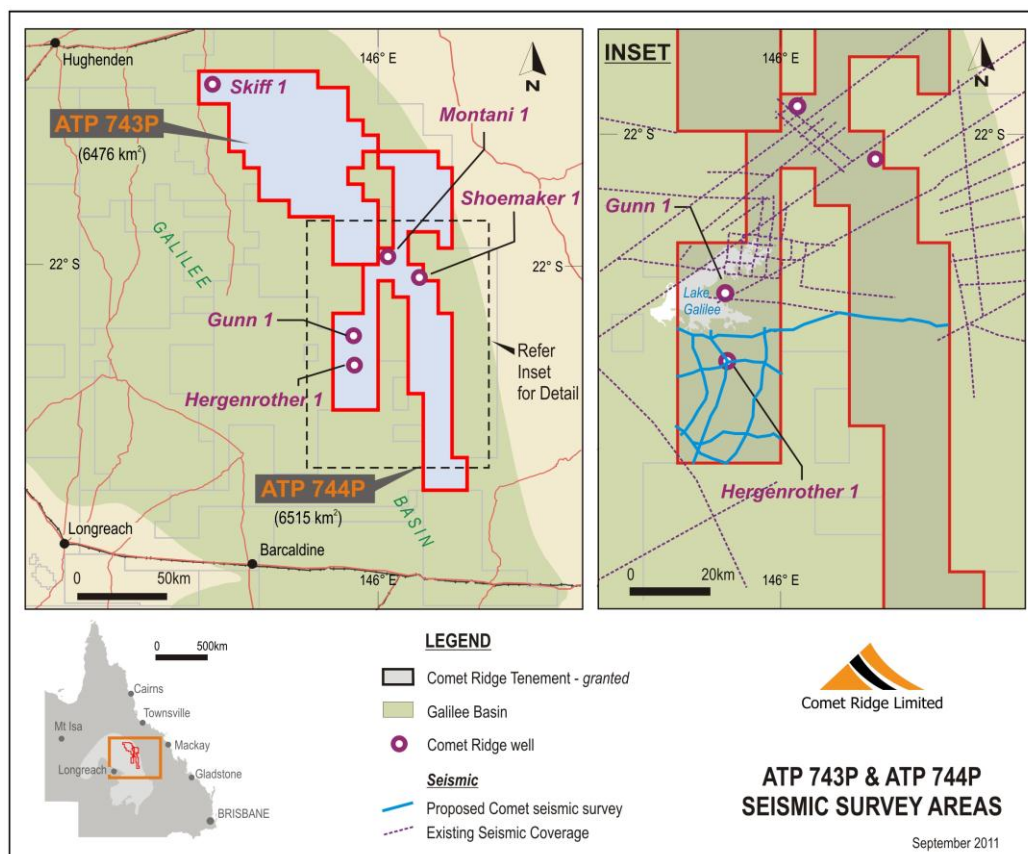 Hughenden
146° E
N
Skiff 1
Montani 1
ATP 743P
(6476 km²)
Shoemaker 1
GALILEE
22° S
22° S
Gunn 1
Refer
Inset
for Detail
Hergenrother 1
ATP 744P
(6515 km²)
BASIN
Longreach
Barcaldine
0 50km
146° E
INSET
146° E
N
22° S
22° S
Gunn 1
Lake
Galilee
Hergenrother 1
0 20km
146° E
0 500km
Cairns
Townsville
Mt Isa
Mackay
Longreach
Gladstone
BRISBANE
LEGEND
Comet Ridge Tenement - granted
Galilee Basin
Comet Ridge well
Seismic
Proposed Comet seismic survey
Existing Seismic Coverage
Comet Ridge Limited
ATP 743P & ATP 744P
SEISMIC SURVEY AREAS
September 2011